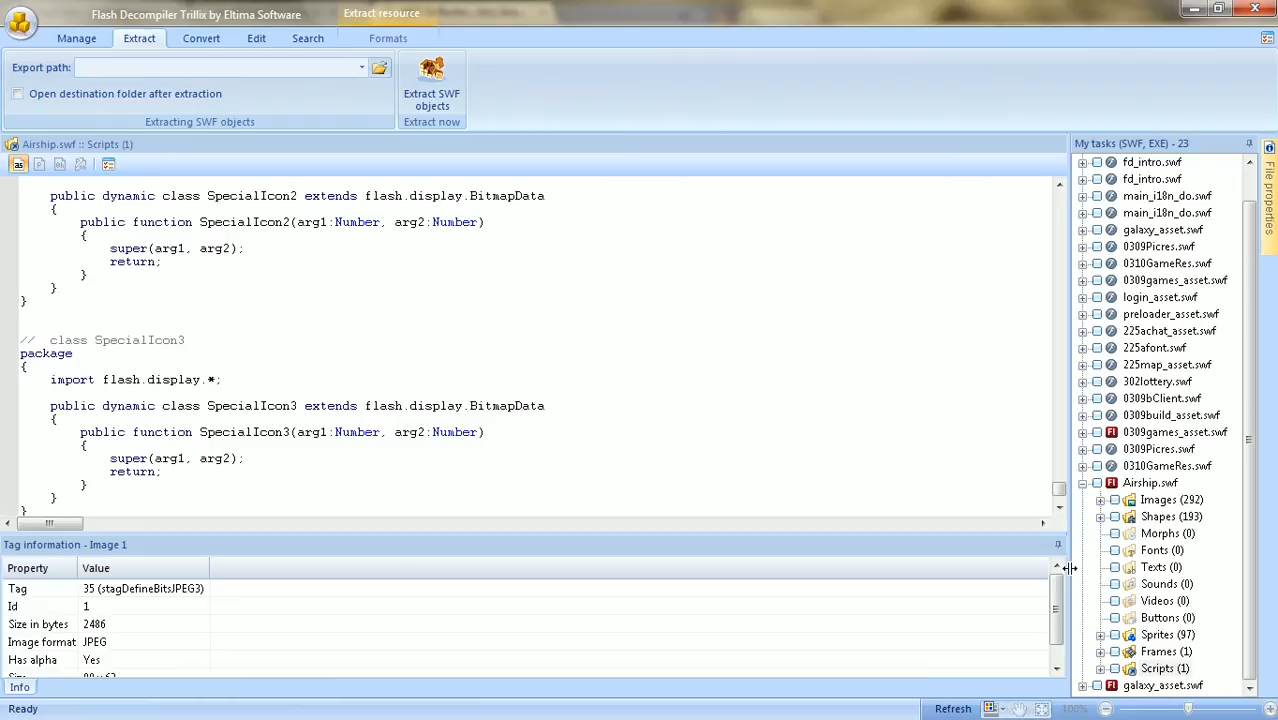 Flash Decompiler Trillix by Eltima Software
Extract resource
Manage
Extract
Convert
Edit
Search
Formats
Export path:
Open destination folder after extraction
Extracting SWF objects
Extract SWF
objects
Extract now
Airship.swf :: Scripts (1)
as
public dynamic class SpecialIcon2 extends flash.display.BitmapData
{
public function SpecialIcon2(arg1:Number, arg2:Number)
{
super(arg1, arg2);
return;
}
}
}
// class SpecialIcon3
package
{
import flash.display.*;
public dynamic class SpecialIcon3 extends flash.display.BitmapData
{
public function SpecialIcon3(arg1:Number, arg2:Number)
{
super(arg1, arg2);
return;
}
}
}
Tag information - Image 1
Property Value
Tag 35 (stagDefineBitsJPEG3)
Id 1
Size in bytes 2486
Image format JPEG
Has alpha Yes
Info
Ready
Refresh
100%
My tasks (SWF, EXE) - 23
fd_intro.swf
fd_intro.swf
main_i18n_do.swf
main_i18n_do.swf
galaxy_asset.swf
0309Picres.swf
0310GameRes.swf
0309games_asset.swf
login_asset.swf
preloader_asset.swf
225achat_asset.swf
225afont.swf
225map_asset.swf
302lottery.swf
0309bClient.swf
0309build_asset.swf
0309games_asset.swf
0309Picres.swf
0310GameRes.swf
Airship.swf
Images (292)
Shapes (193)
Morphs (0)
Fonts (0)
Texts (0)
Sounds (0)
Videos (0)
Buttons (0)
Sprites (97)
Frames (1)
Scripts (1)
galaxy_asset.swf
File properties